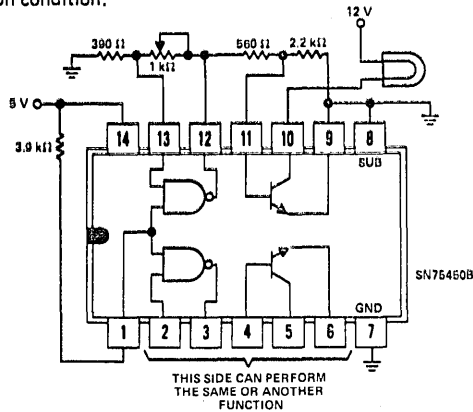 on condition.
12 V
390 Ω
1 kΩ
560 Ω
2.2 kΩ
5 V
3.9 kΩ
14 13 12 11 10 9 8
SUB
SN75450B
GND
1 2 3 4 5 6 7
THIS SIDE CAN PERFORM
THE SAME OR ANOTHER
FUNCTION